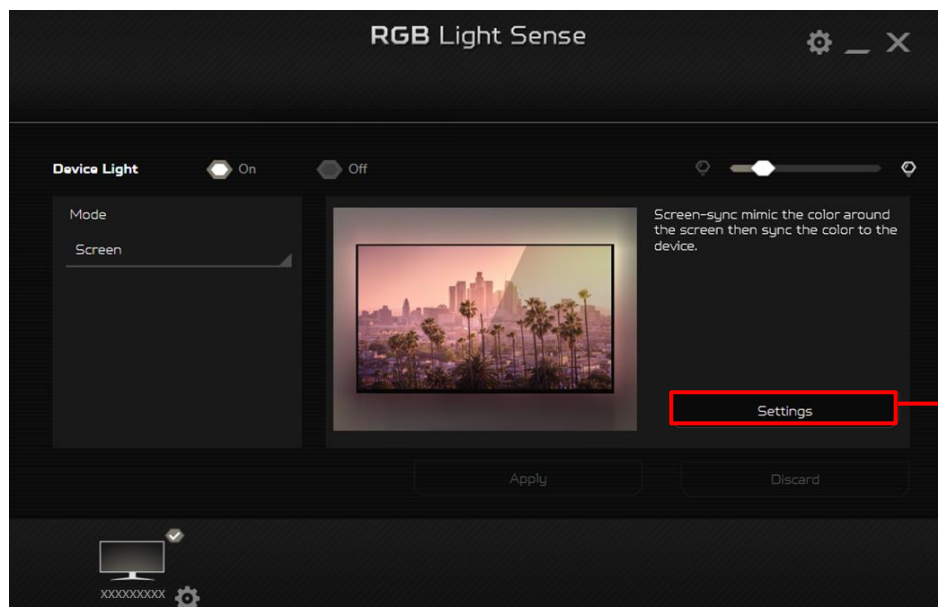 RGB Light Sense
Device Light
On
Off
Mode
Screen
Screen-sync mimic the color around
the screen then sync the color to the
device.
Settings
Apply
Discard
XXXXXXXXX